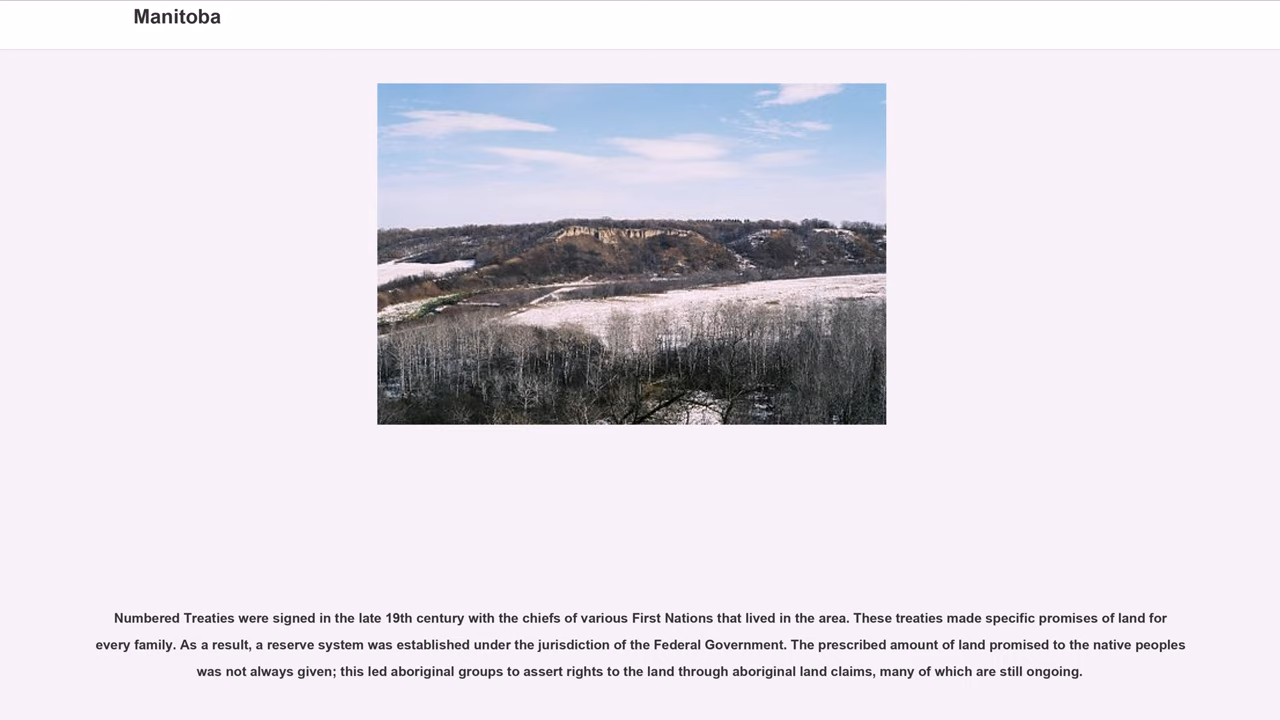 Manitoba
Numbered Treaties were signed in the late 19th century with the chiefs of various First Nations that lived in the area. These treaties made specific promises of land for
every family. As a result, a reserve system was established under the jurisdiction of the Federal Government. The prescribed amount of land promised to the native peoples
was not always given; this led aboriginal groups to assert rights to the land through aboriginal land claims, many of which are still ongoing.